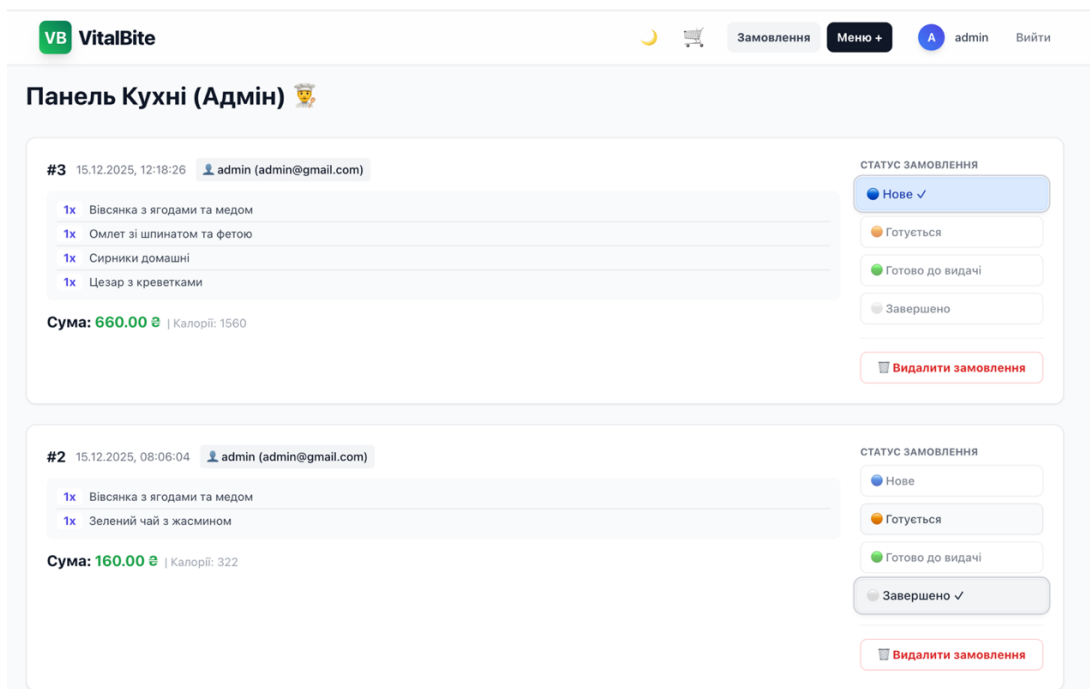 VB VitalBite
Замовлення Меню + A admin Вийти
Панель Кухні (Адмін)
#3 15.12.2025, 12:18:26 admin (admin@gmail.com)
1x Вівсянка з ягодами та медом
1x Омлет зі шпинатом та фетою
1x Сирники домашні
1x Цезар з креветками
Сума: 660.00 ₴ | Калорії: 1560
СТАТУС ЗАМОВЛЕННЯ
Нове ✓
Готується
Готово до видачі
Завершено
Видалити замовлення
#2 15.12.2025, 08:06:04 admin (admin@gmail.com)
1x Вівсянка з ягодами та медом
1x Зелений чай з жасмином
Сума: 160.00 ₴ | Калорії: 322
СТАТУС ЗАМОВЛЕННЯ
Нове
Готується
Готово до видачі
Завершено ✓
Видалити замовлення